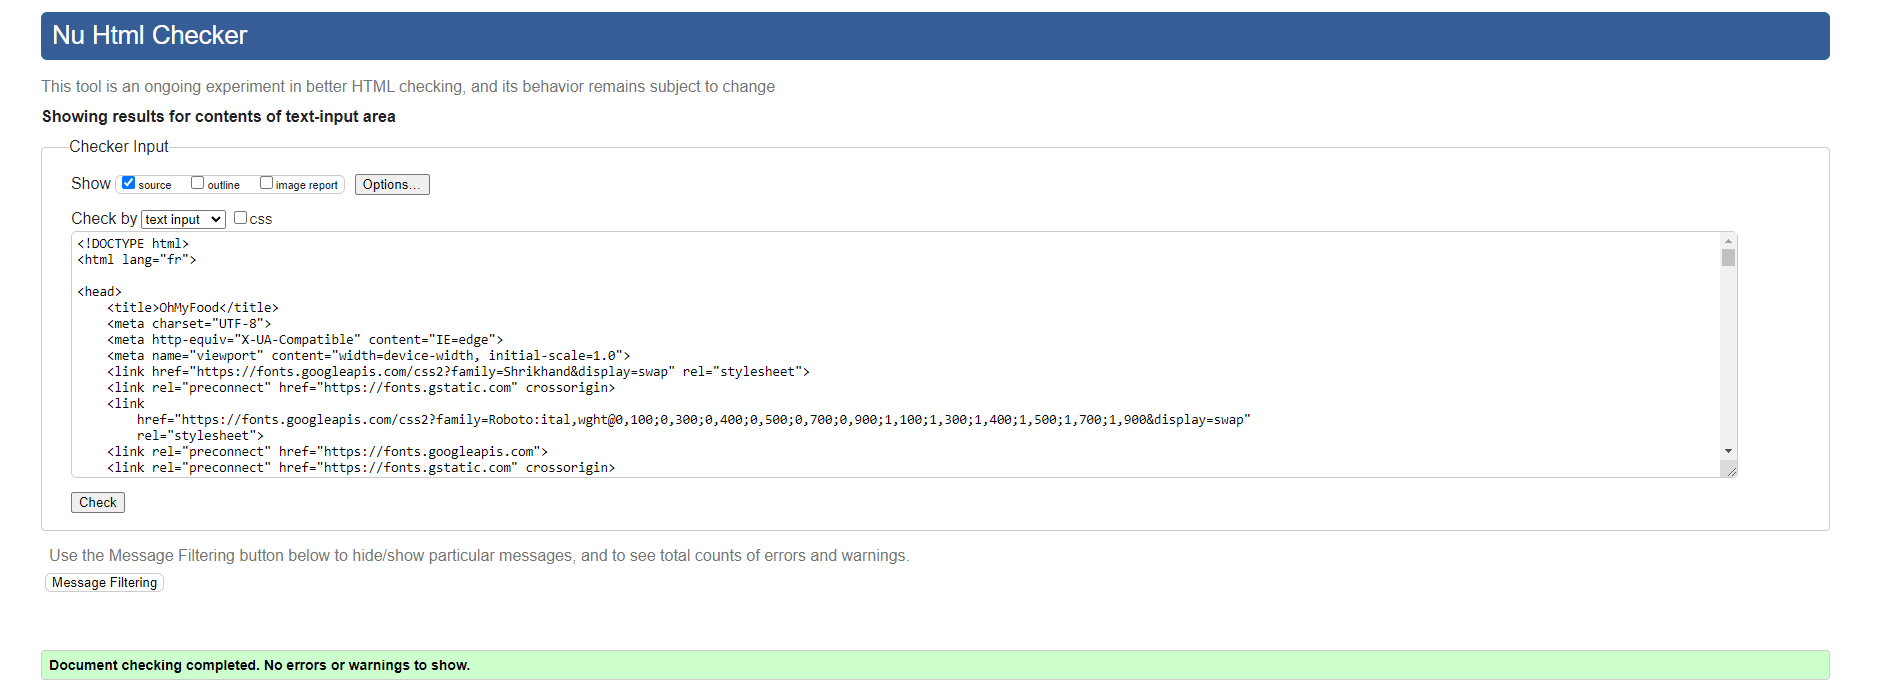 Nu Html Checker
This tool is an ongoing experiment in better HTML checking, and its behavior remains subject to change
Showing results for contents of text-input area
Checker Input
Show source outline image report Options...
Check by text input css
<!DOCTYPE html>
<html lang="fr">
<head>
<title>OhMyFood</title>
<meta charset="UTF-8">
<meta http-equiv="X-UA-Compatible" content="IE=edge">
<meta name="viewport" content="width=device-width, initial-scale=1.0">
<link href="https://fonts.googleapis.com/css2?family=Shrikhand&display=swap" rel="stylesheet">
<link rel="preconnect" href="https://fonts.gstatic.com" crossorigin>
<link
href="https://fonts.googleapis.com/css2?family=Roboto:ital,wght@0,100;0,300;0,400;0,500;0,700;0,900;1,100;1,300;1,400;1,500;1,700;1,900&display=swap"
rel="stylesheet">
<link rel="preconnect" href="https://fonts.googleapis.com">
<link rel="preconnect" href="https://fonts.gstatic.com" crossorigin>
Check
Use the Message Filtering button below to hide/show particular messages, and to see total counts of errors and warnings.
Message Filtering
Document checking completed. No errors or warnings to show.